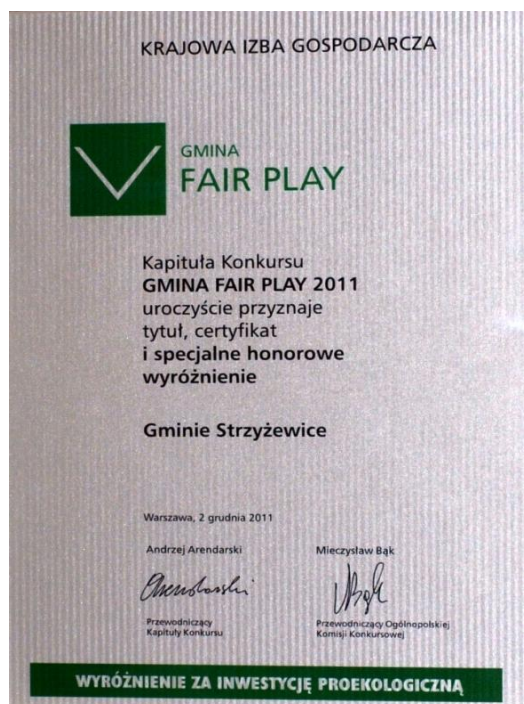 KRAJOWA IZBA GOSPODARCZA
GMINA
FAIR PLAY
Kapituła Konkursu
GMINA FAIR PLAY 2011
uroczyście przyznaje
tytuł, certyfikat
i specjalne honorowe
wyróżnienie
Gminie Strzyżewice
Warszawa, 2 grudnia 2011
Andrzej Arendarski
Arendarski
Przewodniczący
Kapituły Konkursu
Mieczysław Bąk
MBąk
Przewodniczący Ogólnopolskiej
Komisji Konkursowej
WYRÓŻNIENIE ZA INWESTYCJĘ PROEKOLOGICZNĄ